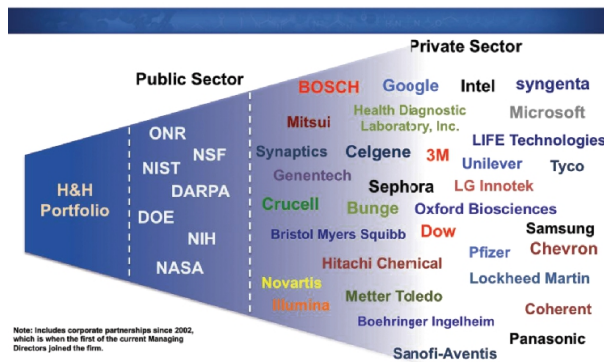 Private Sector
Public Sector
BOSCH Google Intel syngenta
Mitsui Health Diagnostic Laboratory, Inc. Microsoft
ONR
NSF
Synaptics Celgene 3M LIFE Technologies
NIST
Genentech Unilever Tyco
H&H Portfolio
DARPA
Sephora LG Innotek
DOE
Crucell Bunge Oxford Biosciences
NIH
Bristol Myers Squibb Dow Samsung
Pfizer Chevron
NASA
Hitachi Chemical
Novartis Lockheed Martin
Illumina Metter Toledo
Coherent
Boehringer Ingelheim
Panasonic
Sanofi-Aventis
Note: Includes corporate partnerships since 2002,
which is when the first of the current Managing
Directors joined the firm.